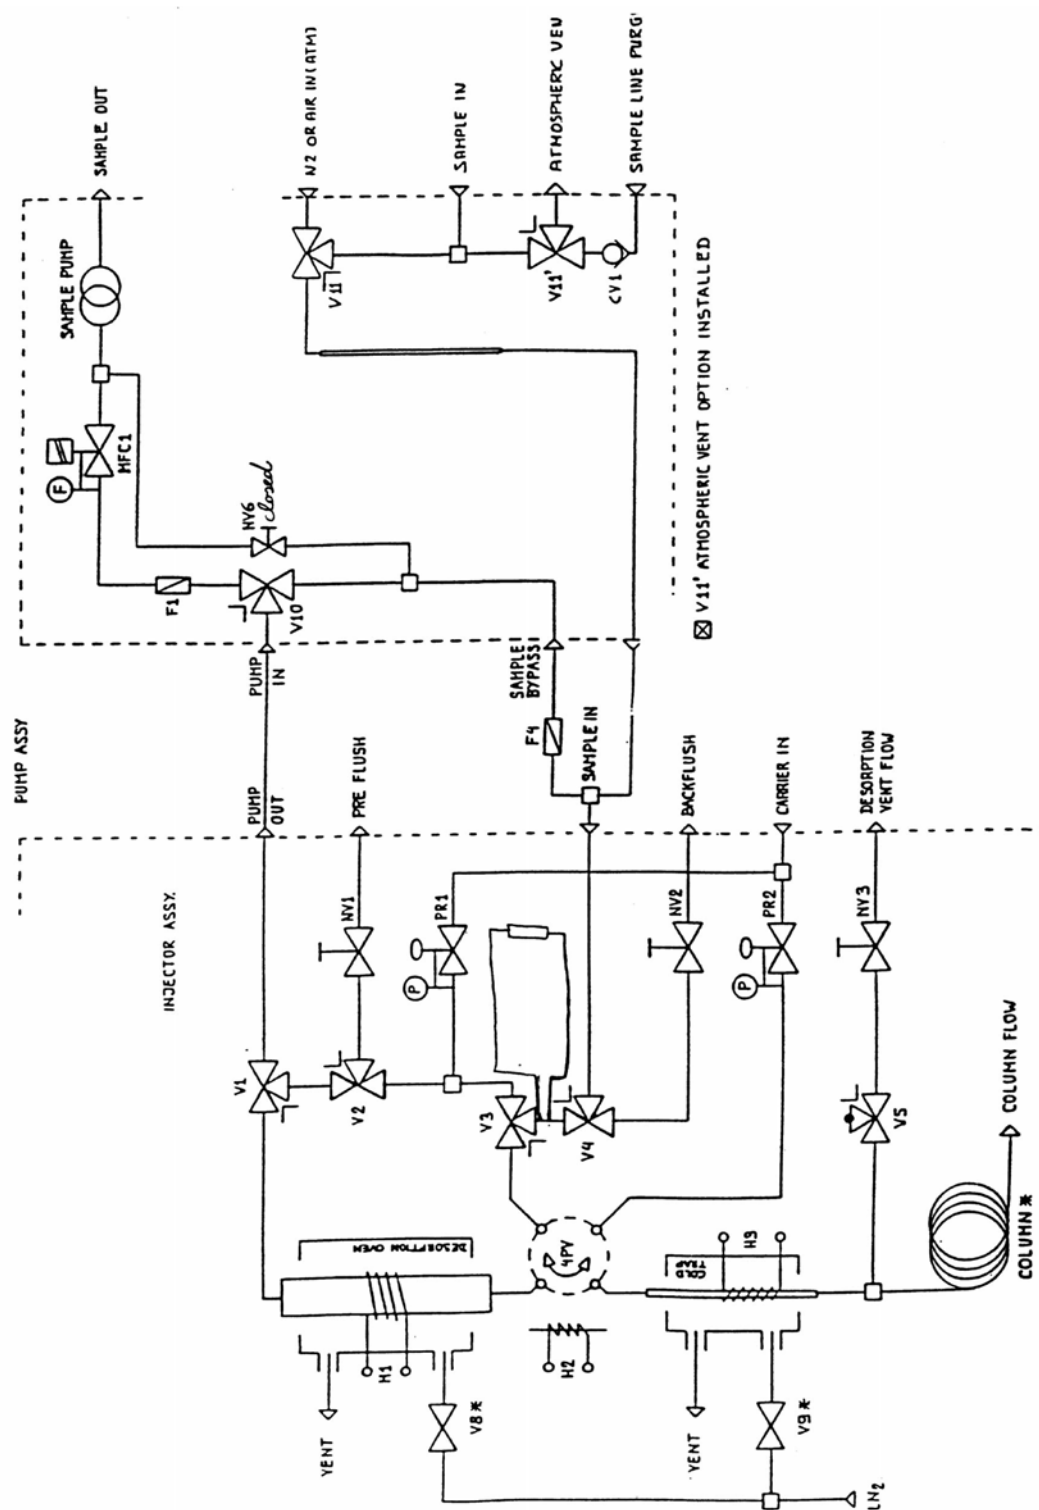 PUMP ASSY
SAMPLE OUT
SAMPLE PUMP
F
MFC1
NV6
closed
F1
V10
PUMP
IN
N2 OR AIR IN (ATM)
V11
SAMPLE IN
ATMOSPHERIC VEN
V11'
CV1
SAMPLE LINE PURG
SAMPLE
BYPASS
F4
SAMPLE IN
V11' ATMOSPHERIC VENT OPTION INSTALLED
INJECTOR ASSY.
PUMP
OUT
V1
PRE FLUSH
NV1
V2
PR1
P
V3
V4
BACKFLUSH
NV2
CARRIER IN
PR2
P
DESORPTION
VENT FLOW
NV3
V5
COLUMN FLOW
COLUMN *
DESORPTION OVEN
H1
VENT
V8*
4PV
H2
COLD
TRAP
H3
VENT
V9*
LN2